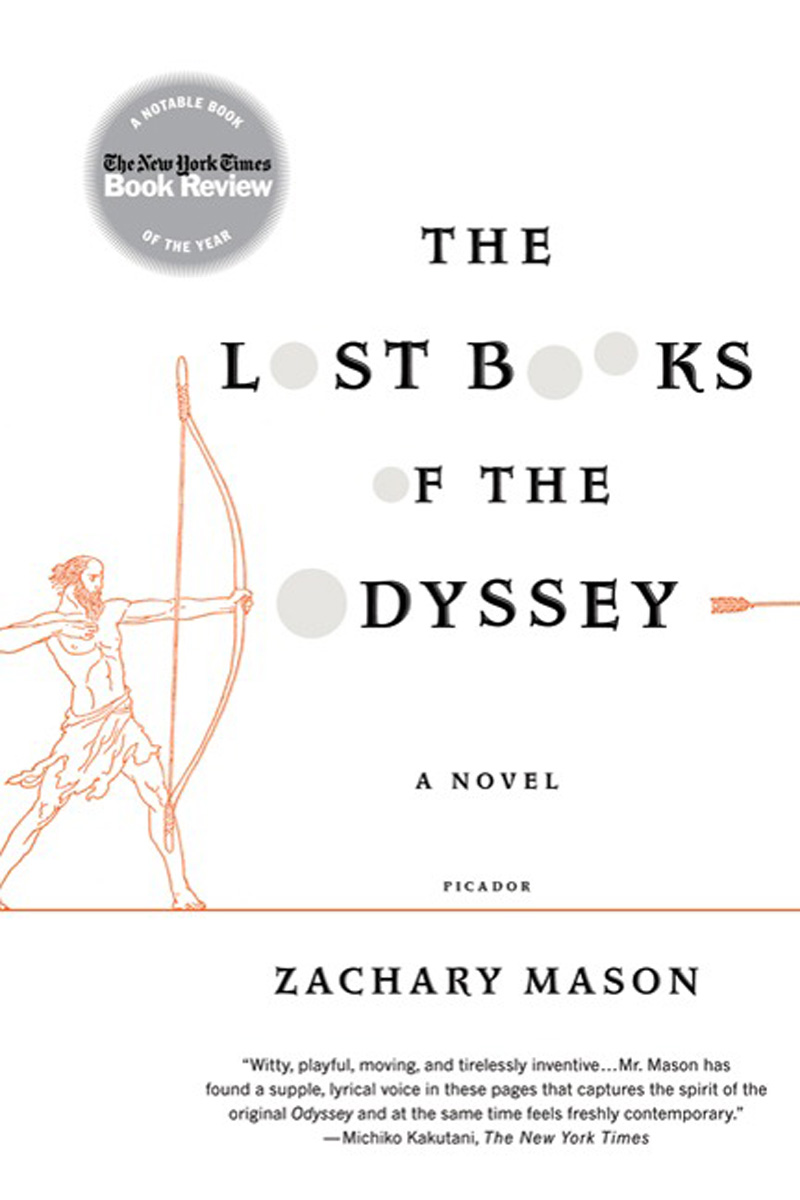 A NOTABLE BOOK
The New York Times
Book Review
OF THE YEAR
THE
LOST BOOKS
OF THE
ODYSSEY
A NOVEL
PICADOR
ZACHARY MASON
“Witty, playful, moving, and tirelessly inventive…Mr. Mason has
found a supple, lyrical voice in these pages that captures the spirit of the
original Odyssey and at the same time feels freshly contemporary.”
—Michiko Kakutani, The New York Times